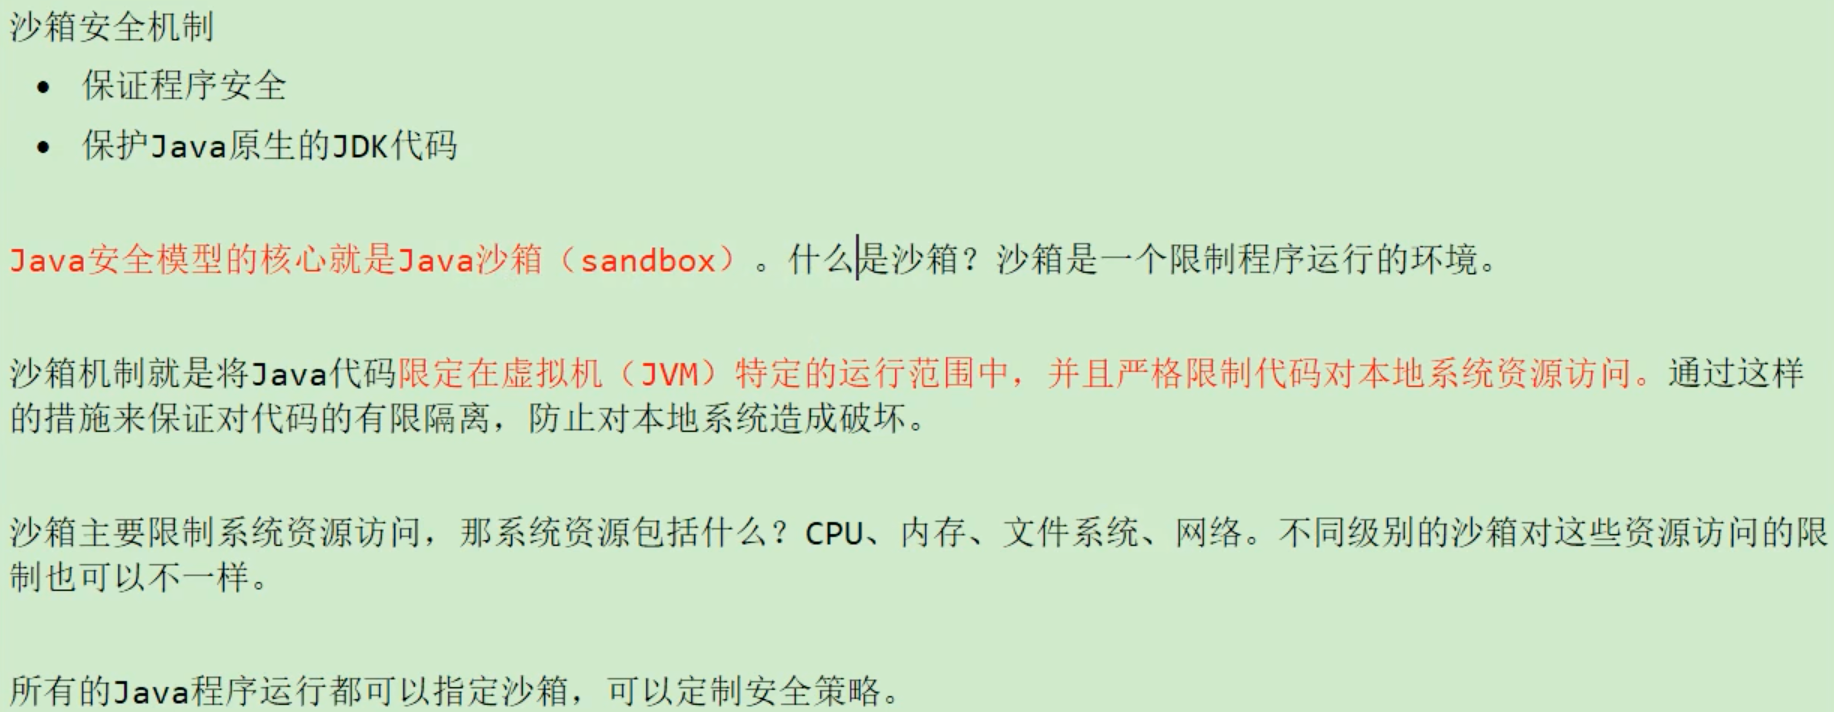 沙箱安全机制
• 保证程序安全
• 保护Java原生的JDK代码
Java安全模型的核心就是Java沙箱（sandbox）。什么是沙箱？沙箱是一个限制程序运行的环境。
沙箱机制就是将Java代码限定在虚拟机（JVM）特定的运行范围中，并且严格限制代码对本地系统资源访问。通过这样
的措施来保证对代码的有限隔离，防止对本地系统造成破坏。
沙箱主要限制系统资源访问，那系统资源包括什么？CPU、内存、文件系统、网络。不同级别的沙箱对这些资源访问的限
制也可以不一样。
所有的Java程序运行都可以指定沙箱，可以定制安全策略。